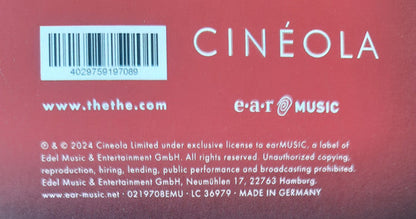 CINÉOLA
4029759197089
www.thethe.com
e·a·r MUSIC
℗ & © 2024 Cineola Limited under exclusive license to earMUSIC, a label of
Edel Music & Entertainment GmbH. All rights reserved. Unauthorized copying,
reproduction, hiring, lending, public performance and broadcasting prohibited.
Edel Music & Entertainment GmbH, Neumühlen 17, 22763 Hamburg.
www.ear-music.net • 0219708EMU • LC 36979 • MADE IN GERMANY